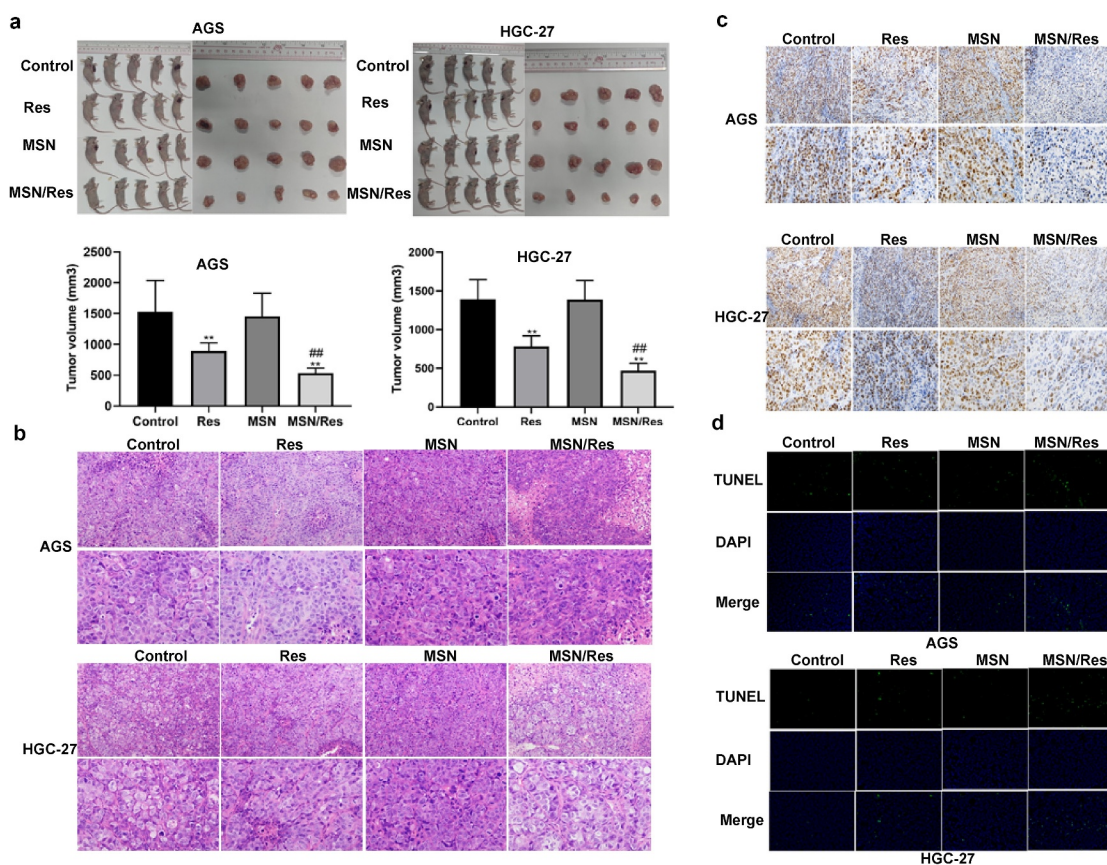 a
AGS
HGC-27
Control
Res
MSN
MSN/Res
Control
Res
MSN
MSN/Res
AGS
Tumor volume (mm3)
2500
2000
1500
1000
500
0
**
##
**
Control Res MSN MSN/Res
HGC-27
Tumor volume (mm3)
2000
1500
1000
500
0
**
##
**
Control Res MSN MSN/Res
b
Control Res MSN MSN/Res
AGS
Control Res MSN MSN/Res
HGC-27
c
Control Res MSN MSN/Res
AGS
Control Res MSN MSN/Res
HGC-27
d
Control Res MSN MSN/Res
TUNEL
DAPI
Merge
AGS
Control Res MSN MSN/Res
TUNEL
DAPI
Merge
HGC-27